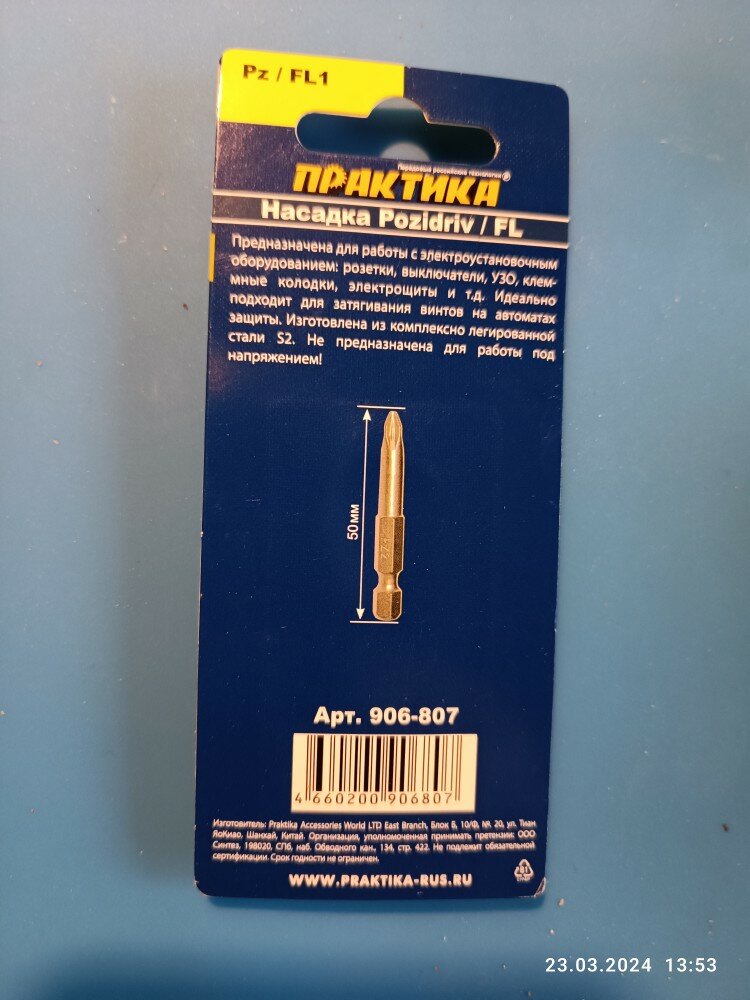 Pz / FL1
Передовые российские технологии
ПРАКТИКА
Насадка Pozidriv / FL
Предназначена для работы с электроустановочным
оборудованием: розетки, выключатели, УЗО, клем-
мные колодки, электрощиты и т.д. Идеально
подходит для затягивания винтов на автоматах
защиты. Изготовлена из комплексно легированной
стали S2. Не предназначена для работы под
напряжением!
50 мм
Арт. 906-807
4 660200 906807
Изготовитель: Praktika Accessories World LTD East Branch, Блок Б, 10/Ф, № 20, ул. Тиан
ЯоКиао, Шанхай, Китай. Организация, уполномоченная принимать претензии: ООО
Синтез, 198020, СПб, наб. Обводного кан., 134, стр. 422. Не подлежит обязательной
сертификации. Срок годности не ограничен.
WWW.PRAKTIKA-RUS.RU
23.03.2024 13:53